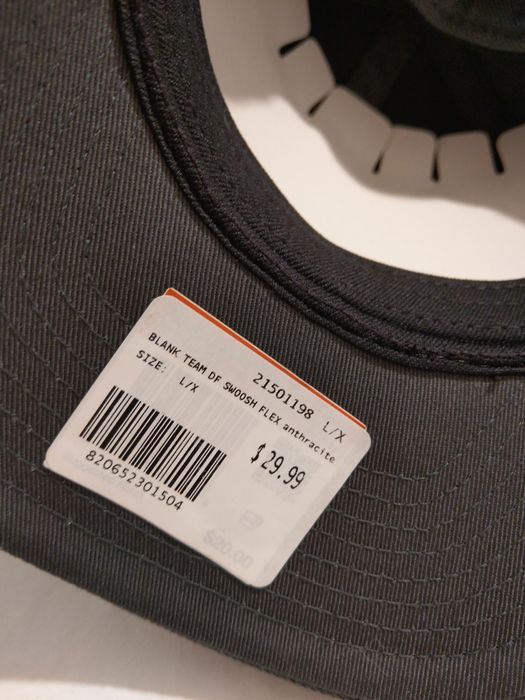 21501198 L/X
BLANK TEAM DF SWOOSH FLEX anthracite
SIZE: L/X
$29.99
820652301504
$20.00